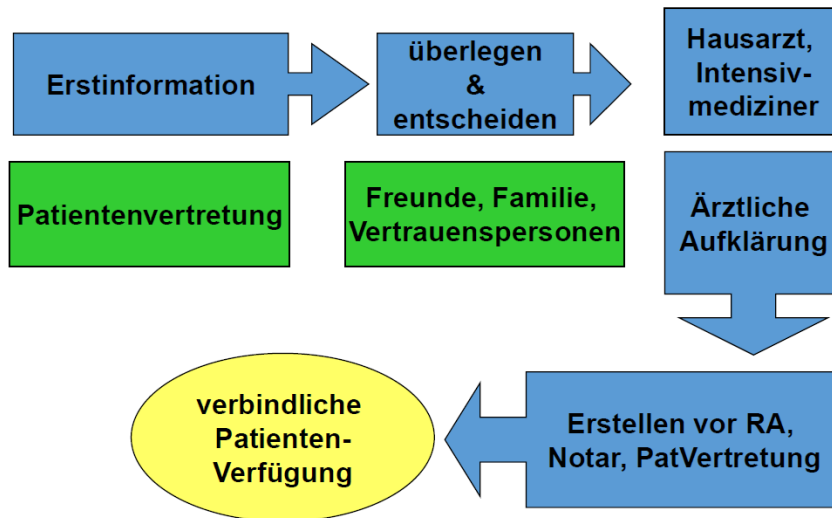 Erstinformation
überlegen
&
entscheiden
Hausarzt,
Intensiv-
mediziner
Patientenvertretung
Freunde, Familie,
Vertrauenspersonen
Ärztliche
Aufklärung
Erstellen vor RA,
Notar, PatVertretung
verbindliche
Patienten-
Verfügung